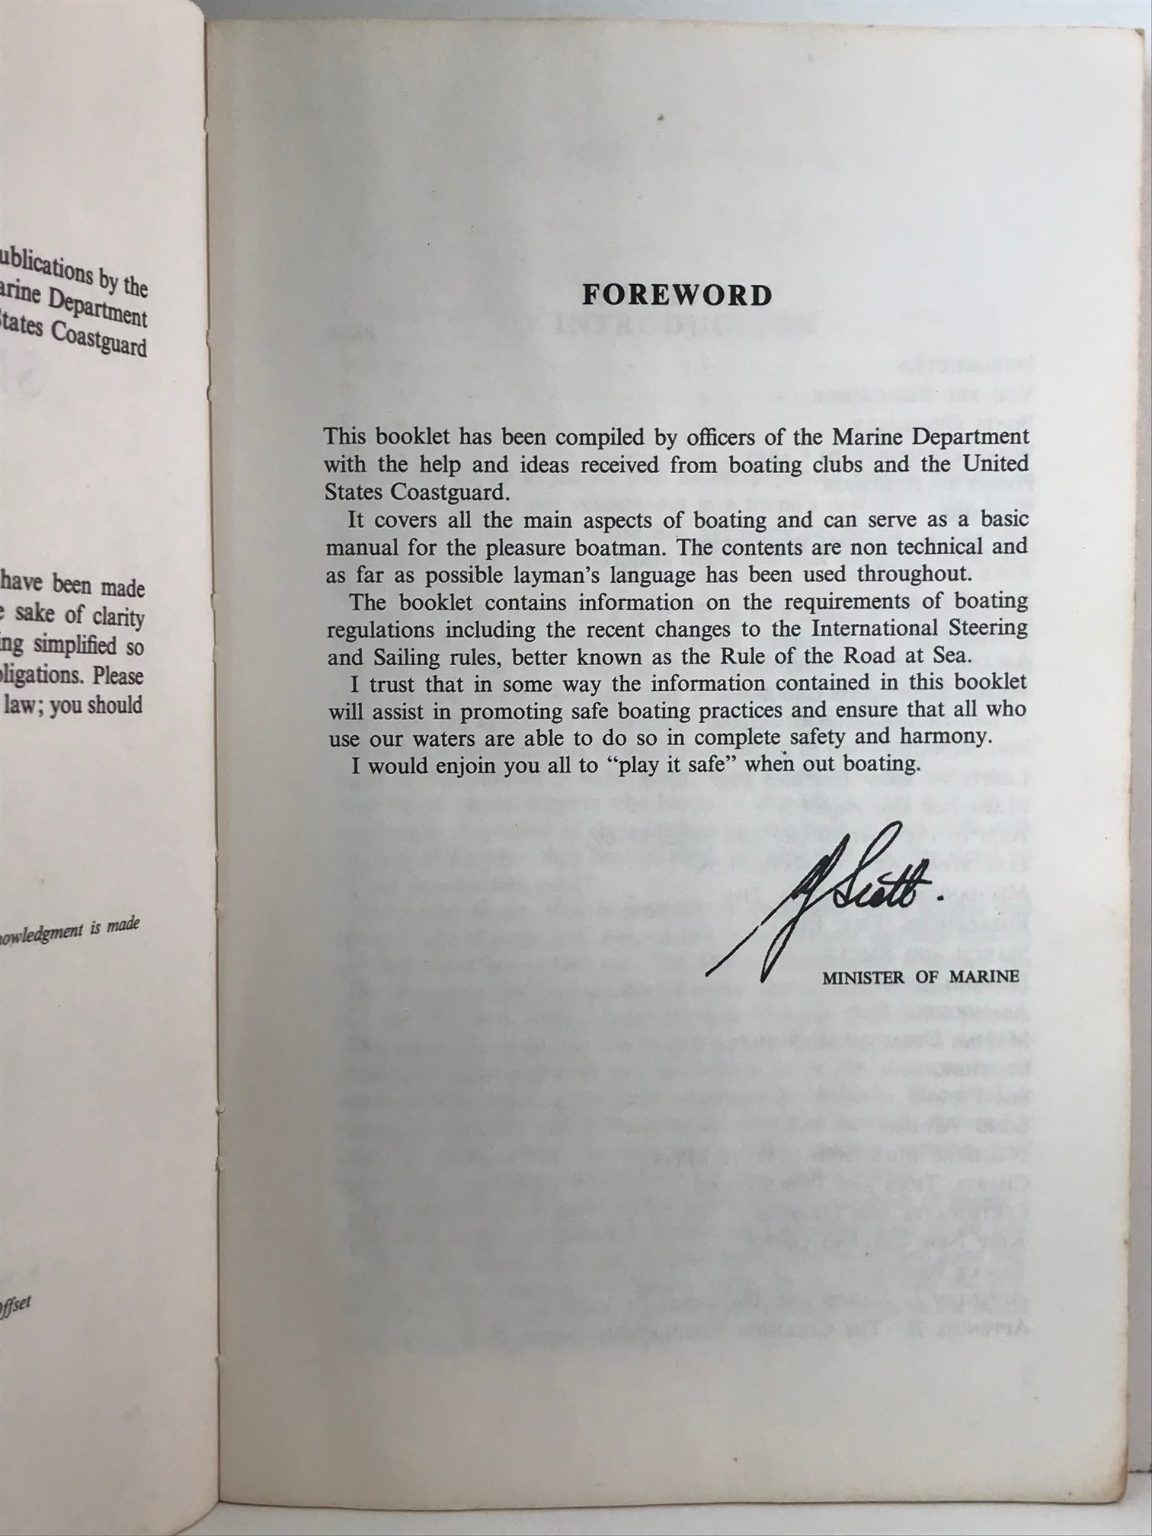 ublications by the
arine Department
States Coastguard
have been made
sake of clarity
ng simplified so
ligations. Please
law; you should
owledgment is made
ffset
FOREWORD
This booklet has been compiled by officers of the Marine Department
with the help and ideas received from boating clubs and the United
States Coastguard.
It covers all the main aspects of boating and can serve as a basic
manual for the pleasure boatman. The contents are non technical and
as far as possible layman's language has been used throughout.
The booklet contains information on the requirements of boating
regulations including the recent changes to the International Steering
and Sailing rules, better known as the Rule of the Road at Sea.
I trust that in some way the information contained in this booklet
will assist in promoting safe boating practices and ensure that all who
use our waters are able to do so in complete safety and harmony.
I would enjoin you all to “play it safe” when out boating.
Scott.
MINISTER OF MARINE